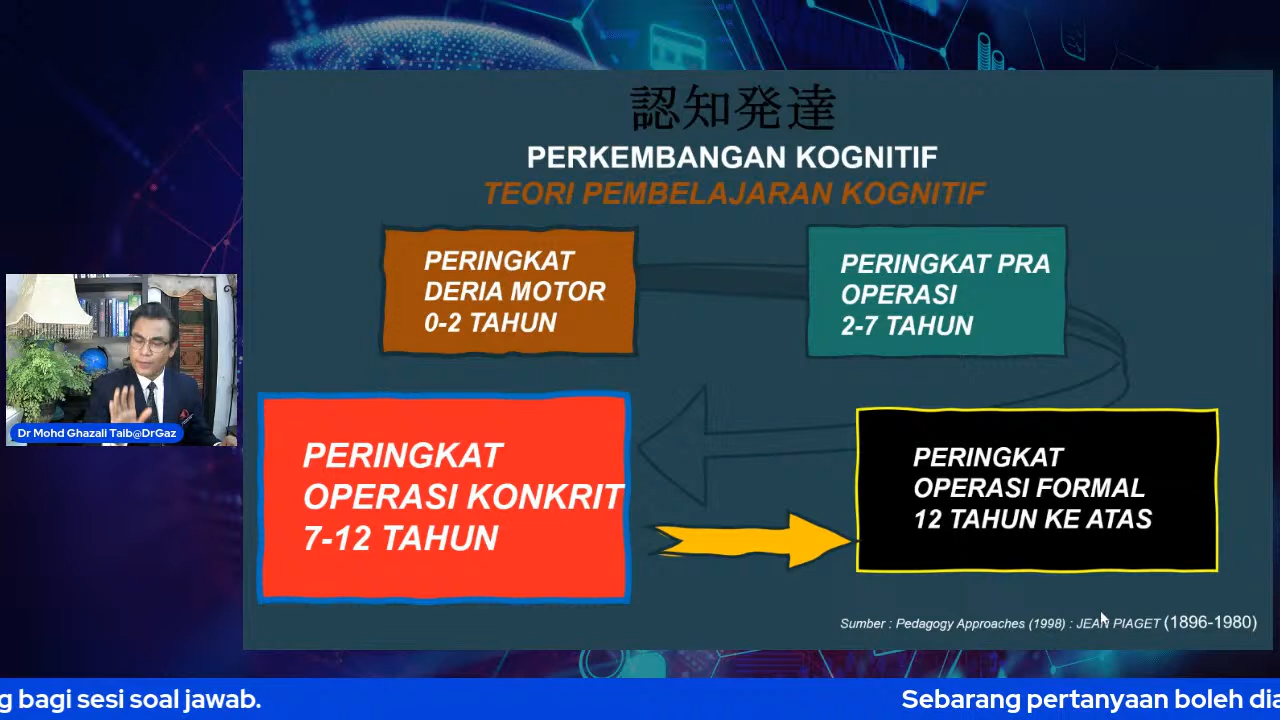 認知発達
PERKEMBANGAN KOGNITIF
TEORI PEMBELAJARAN KOGNITIF
PERINGKAT
DERIA MOTOR
0-2 TAHUN
PERINGKAT PRA
OPERASI
2-7 TAHUN
PERINGKAT
OPERASI KONKRIT
7-12 TAHUN
PERINGKAT
OPERASI FORMAL
12 TAHUN KE ATAS
Sumber : Pedagogy Approaches (1998) : JEAN PIAGET (1896-1980)
Dr Mohd Ghazali Taib@DrGaz
g bagi sesi soal jawab.
Sebarang pertanyaan boleh dia